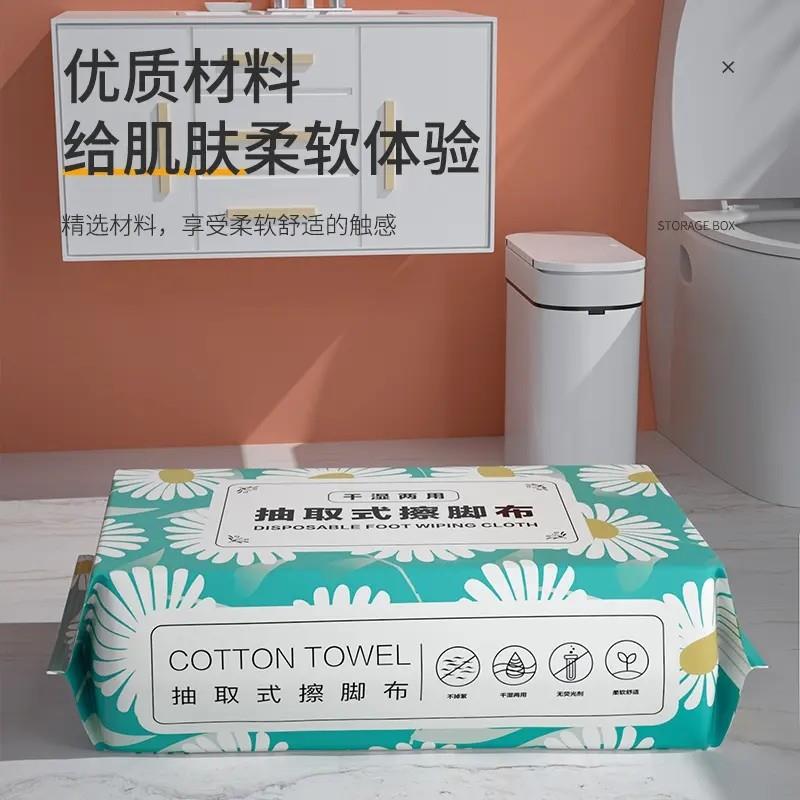 优质材料
给肌肤柔软体验
精选材料，享受柔软舒适的触感
×
STORAGE BOX
干湿两用
抽取式擦脚布
DISPOSABLE FOOT WIPING CLOTH
COTTON TOWEL
抽取式擦脚布
不掉絮
干湿两用
无荧光剂
柔软舒适